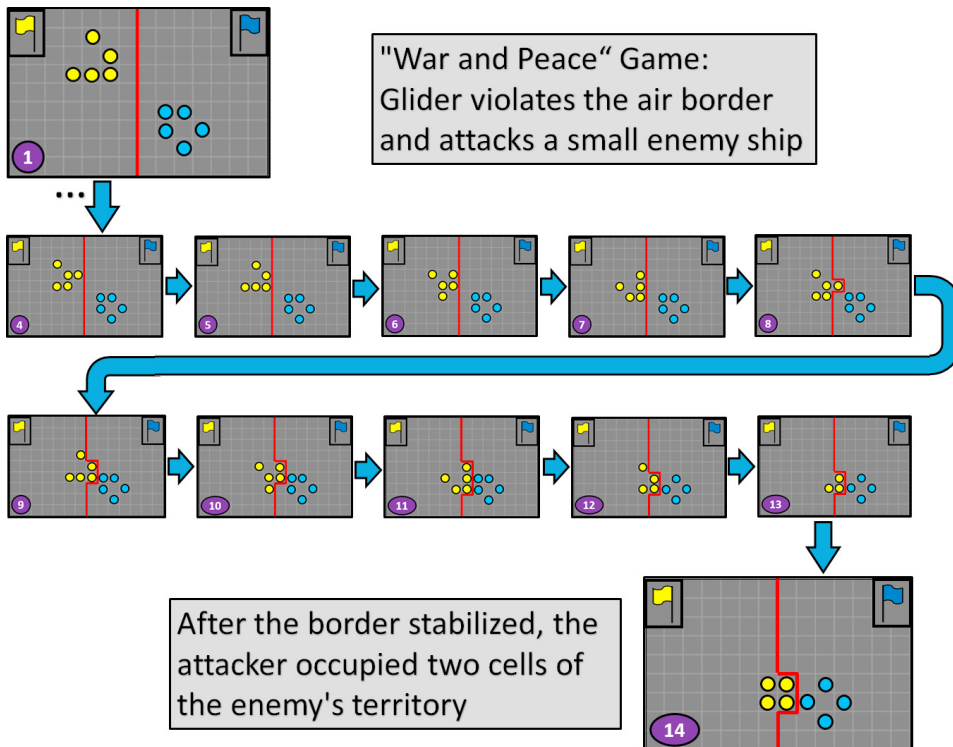 "War and Peace“ Game:
Glider violates the air border
and attacks a small enemy ship
1
...
4
5
6
7
8
9
10
11
12
13
After the border stabilized, the
attacker occupied two cells of
the enemy's territory
14